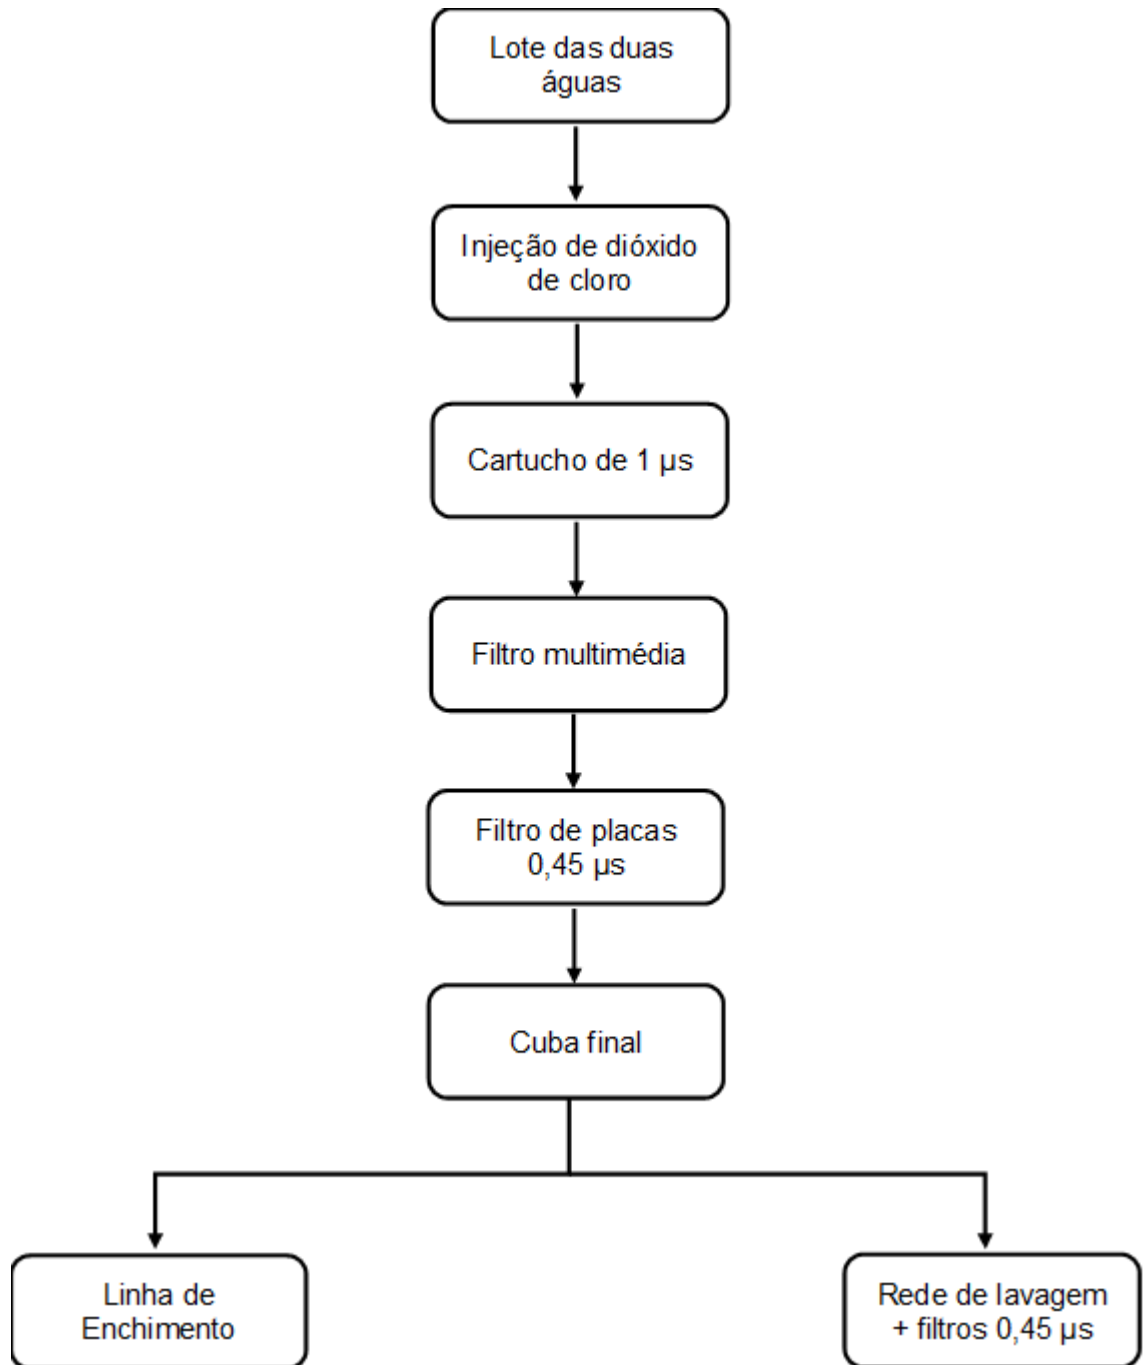 Lote das duas
águas
Injeção de dióxido
de cloro
Cartucho de 1 µs
Filtro multimédia
Filtro de placas
0,45 µs
Cuba final
Linha de
Enchimento
Rede de lavagem
+ filtros 0,45 µs